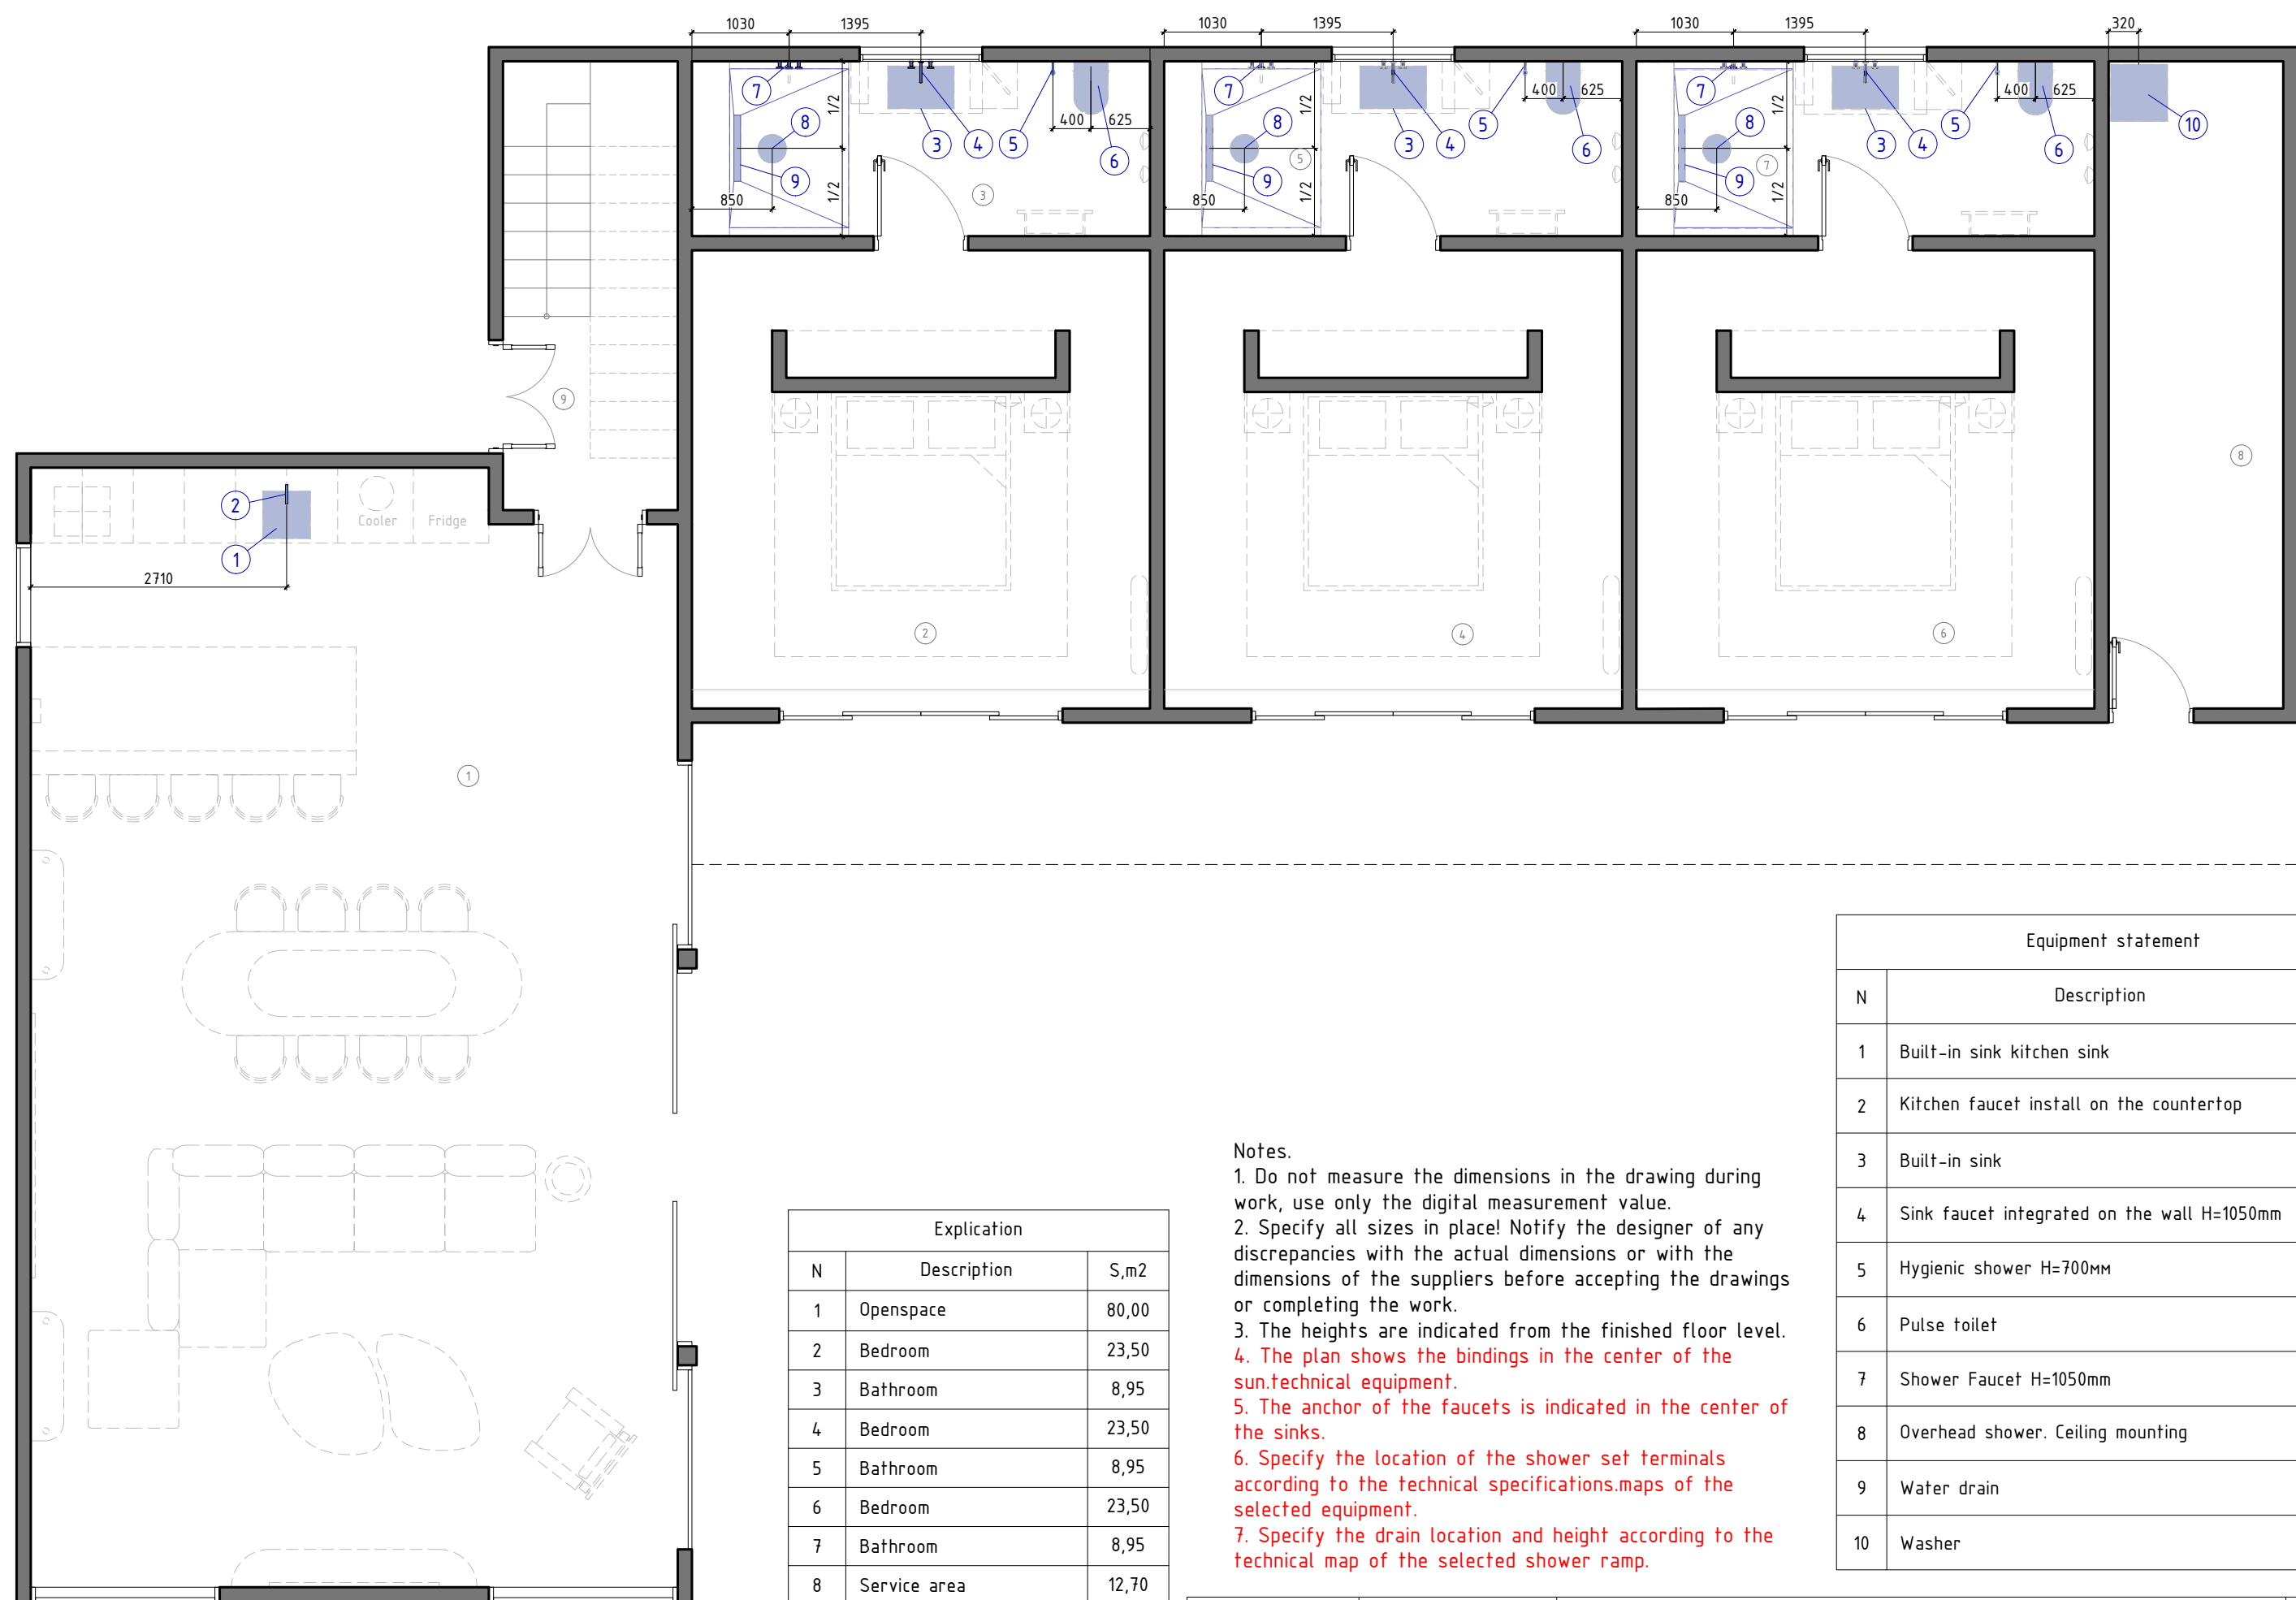 1030 1395 1030 1395 1030 1395 320
7 8 9 3 4 5 6 1/2 1/2 400 625 850 3
7 8 9 3 4 5 6 1/2 1/2 400 625 850 5
7 8 9 3 4 5 6 1/2 1/2 400 625 850 7
10
9
8
2 Cooler Fridge
1
2710
2 4 6
1
Equipment statement
N Description
1 Built-in sink kitchen sink
2 Kitchen faucet install on the countertop
3 Built-in sink
4 Sink faucet integrated on the wall H=1050mm
5 Hygienic shower H=700мм
6 Pulse toilet
7 Shower Faucet H=1050mm
8 Overhead shower. Ceiling mounting
9 Water drain
10 Washer
Notes.
1. Do not measure the dimensions in the drawing during
work, use only the digital measurement value.
2. Specify all sizes in place! Notify the designer of any
discrepancies with the actual dimensions or with the
dimensions of the suppliers before accepting the drawings
or completing the work.
3. The heights are indicated from the finished floor level.
4. The plan shows the bindings in the center of the
sun.technical equipment.
5. The anchor of the faucets is indicated in the center of
the sinks.
6. Specify the location of the shower set terminals
according to the technical specifications.maps of the
selected equipment.
7. Specify the drain location and height according to the
technical map of the selected shower ramp.
Explication
N Description S,m2
1 Openspace 80,00
2 Bedroom 23,50
3 Bathroom 8,95
4 Bedroom 23,50
5 Bathroom 8,95
6 Bedroom 23,50
7 Bathroom 8,95
8 Service area 12,70